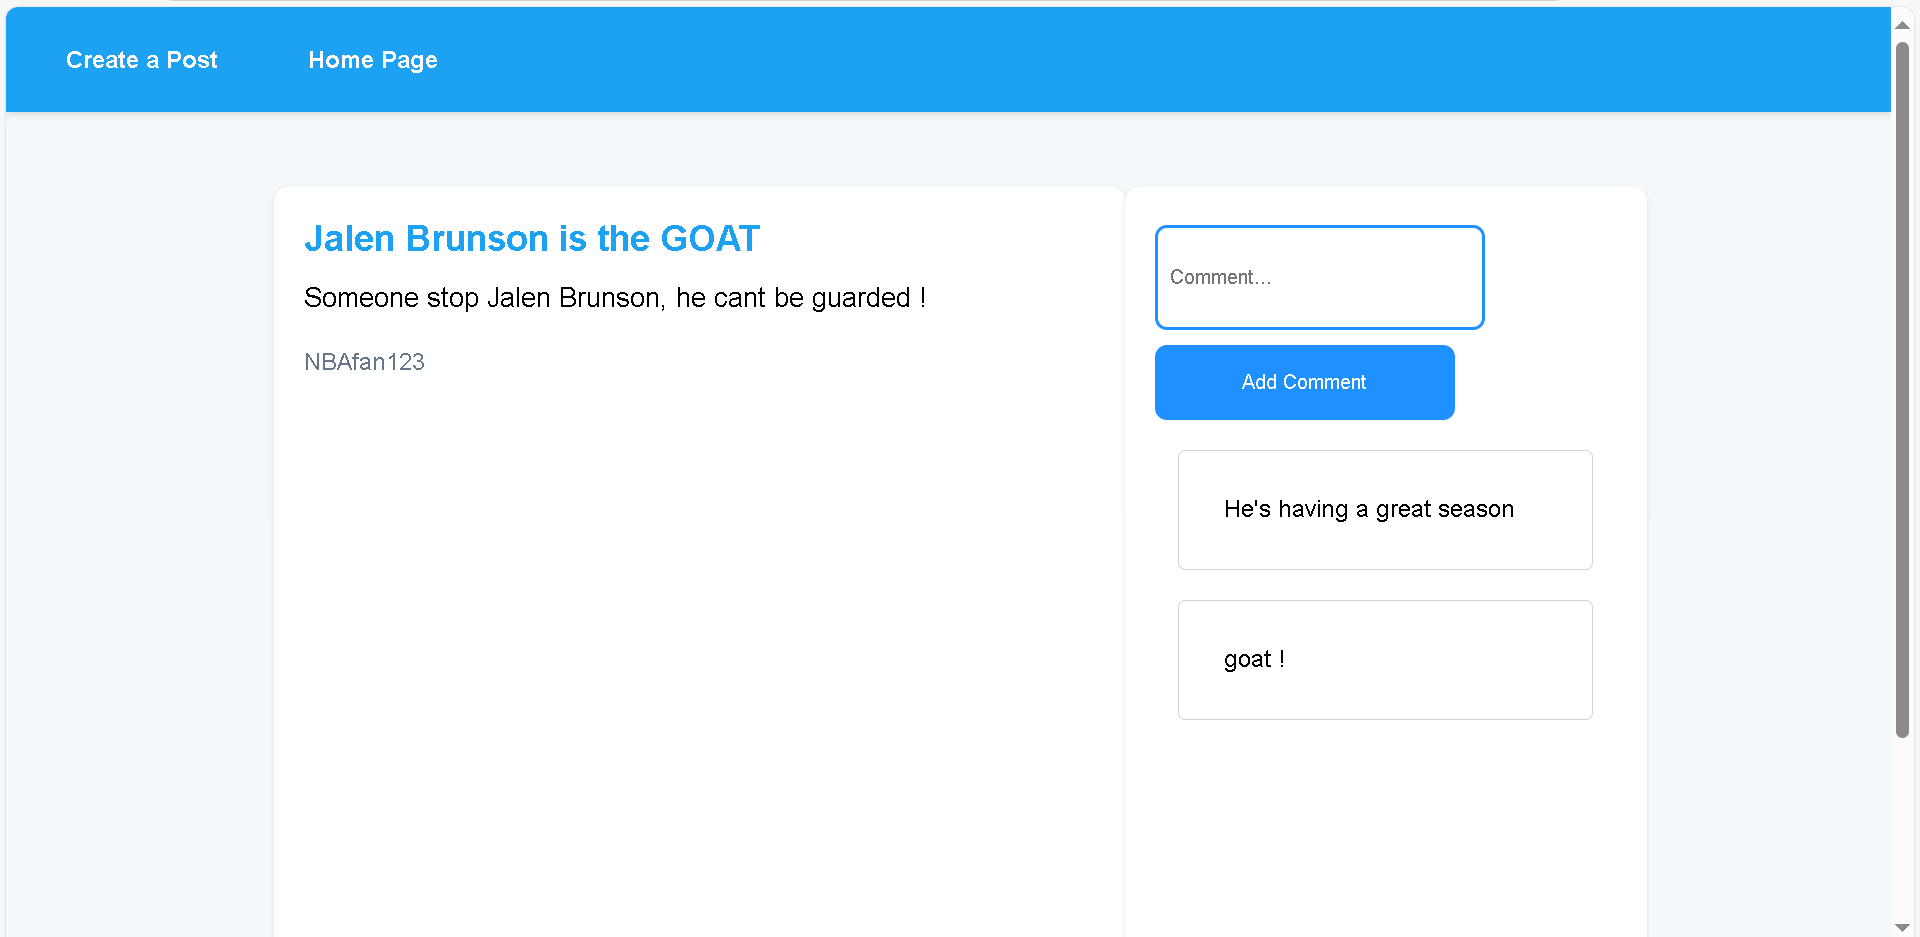 Create a Post Home Page
Jalen Brunson is the GOAT
Someone stop Jalen Brunson, he cant be guarded !
NBAfan123
Comment...
Add Comment
He's having a great season
goat !